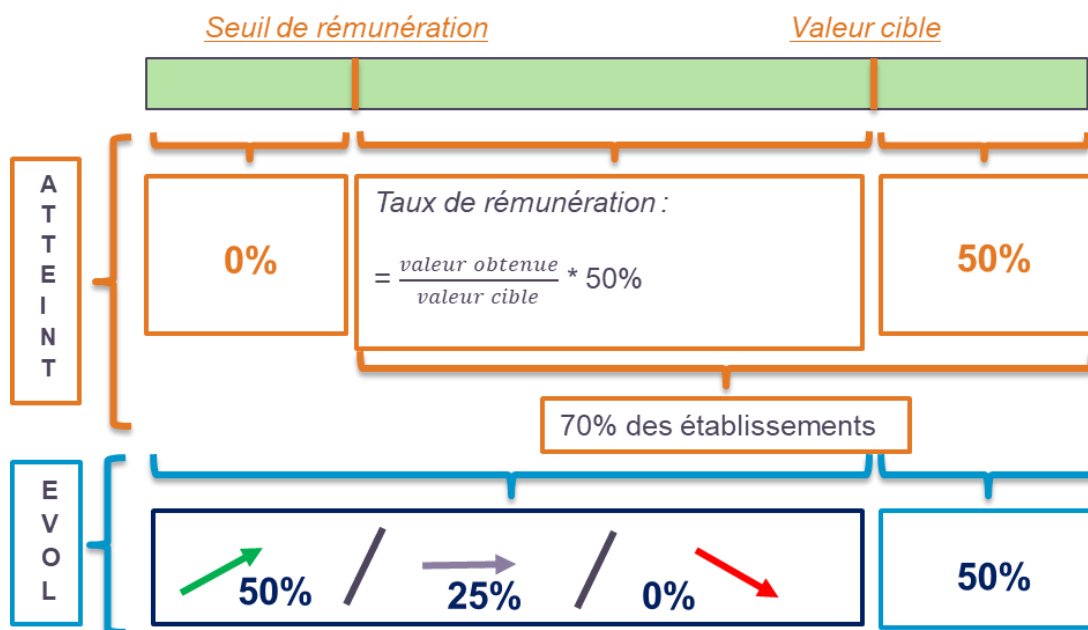 Seuil de rémunération
Valeur cible
A
T
T
E
I
N
T
0%
Taux de rémunération :
= valeur obtenue / valeur cible * 50%
50%
70% des établissements
E
V
O
L
50%
25%
0%
50%